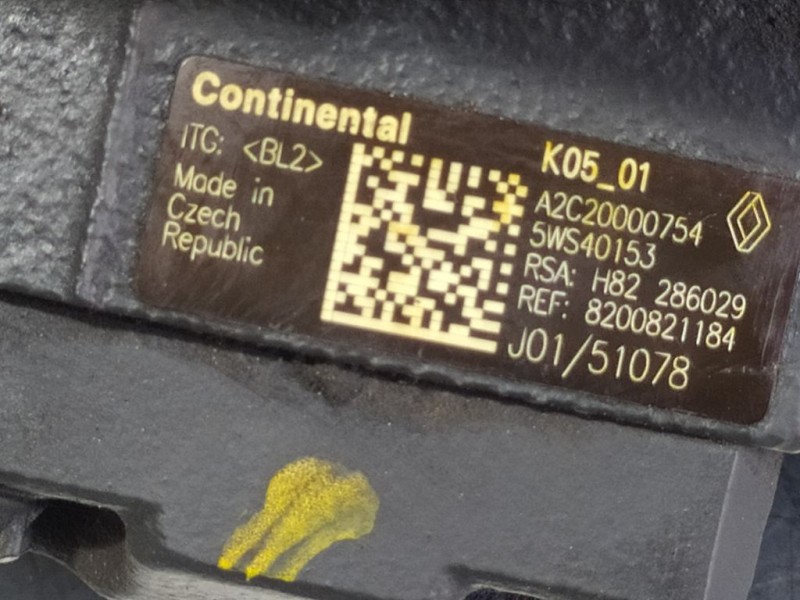 Continental
ITC: <BL2>
Made in
Czech
Republic
K05_01
A2C20000754
5WS40153
RSA: H82 286029
REF: 8200821184
J01/51078